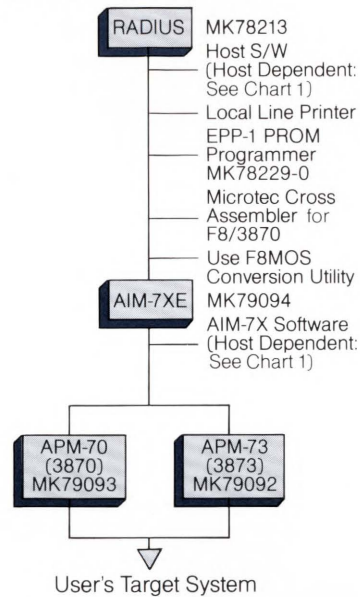 RADIUS MK78213
Host S/W
(Host Dependent:
See Chart 1)
Local Line Printer
EPP-1 PROM
Programmer
MK78229-0
Microtec Cross
Assembler for
F8/3870
Use F8MOS
Conversion Utility
AIM-7XE MK79094
AIM-7X Software
(Host Dependent:
See Chart 1)
APM-70
(3870)
MK79093
APM-73
(3873)
MK79092
User's Target System